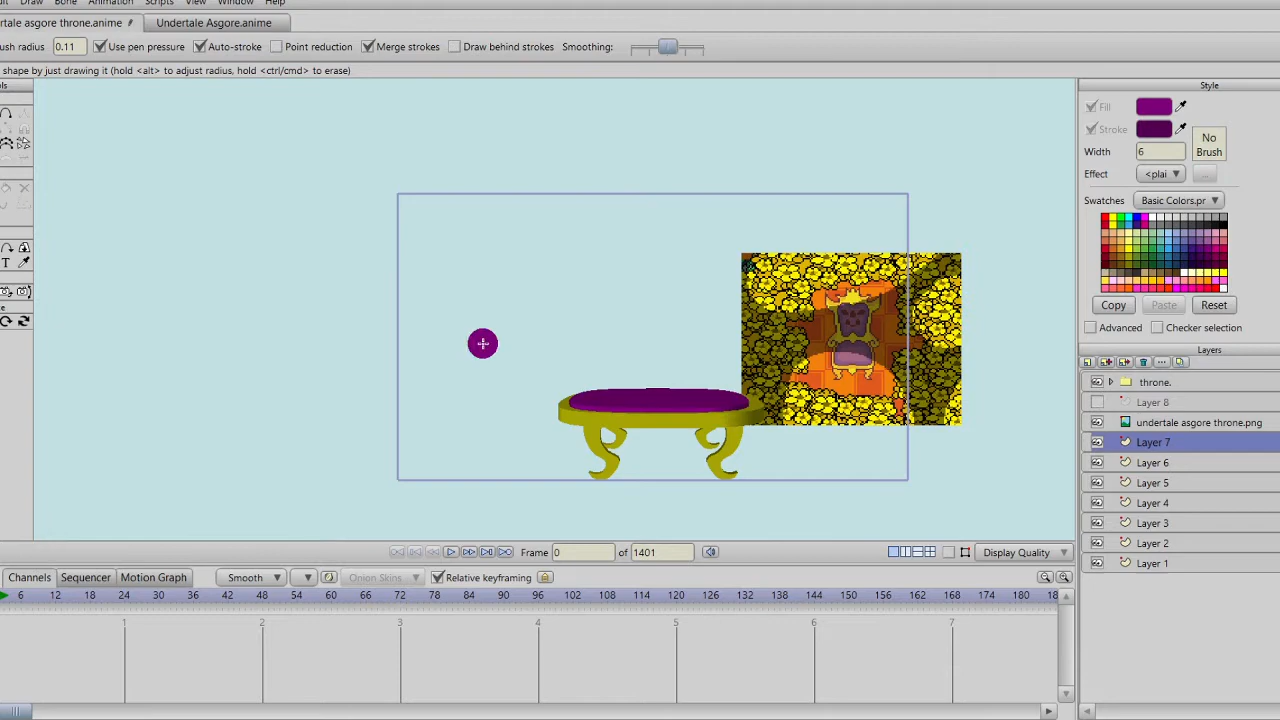 Draw Bone Animation Scripts View Window Help
rtale asgore throne.anime Undertale Asgore.anime
ush radius 0.11 Use pen pressure Auto-stroke Point reduction Merge strokes Draw behind strokes Smoothing:
shape by just drawing it (hold <alt> to adjust radius, hold <ctrl/cmd> to erase)
ols
Style
Fill
Stroke
No
Brush
Width 6
Effect <plai ...
Swatches Basic Colors.pr
Copy Paste Reset
Advanced Checker selection
Layers
throne.
Layer 8
undertale asgore throne.png
Layer 7
Layer 6
Layer 5
Layer 4
Layer 3
Layer 2
Layer 1
T
Frame 0 of 1401 Display Quality
Channels Sequencer Motion Graph Smooth Onion Skins Relative keyframing
6 12 18 24 30 36 42 48 54 60 66 72 78 84 90 96 102 108 114 120 126 132 138 144 150 156 162 168 174 180 18
1 2 3 4 5 6 7